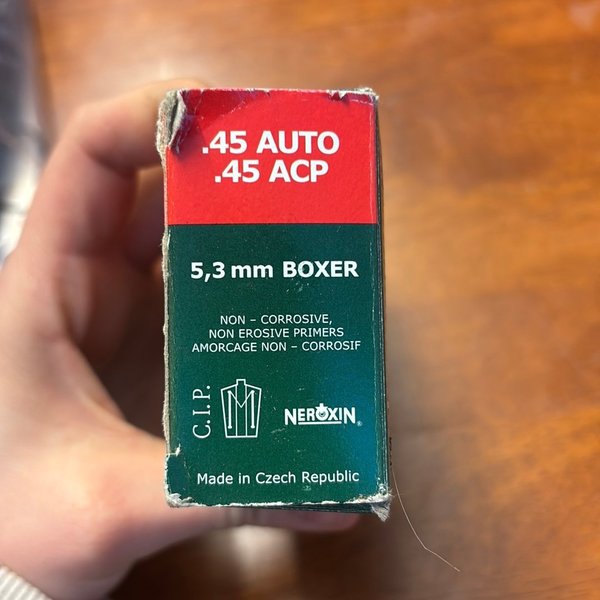 .45 AUTO
.45 ACP
5,3 mm BOXER
NON – CORROSIVE,
NON EROSIVE PRIMERS
AMORCAGE NON – CORROSIF
C.I.P.
NEROXIN®
Made in Czech Republic